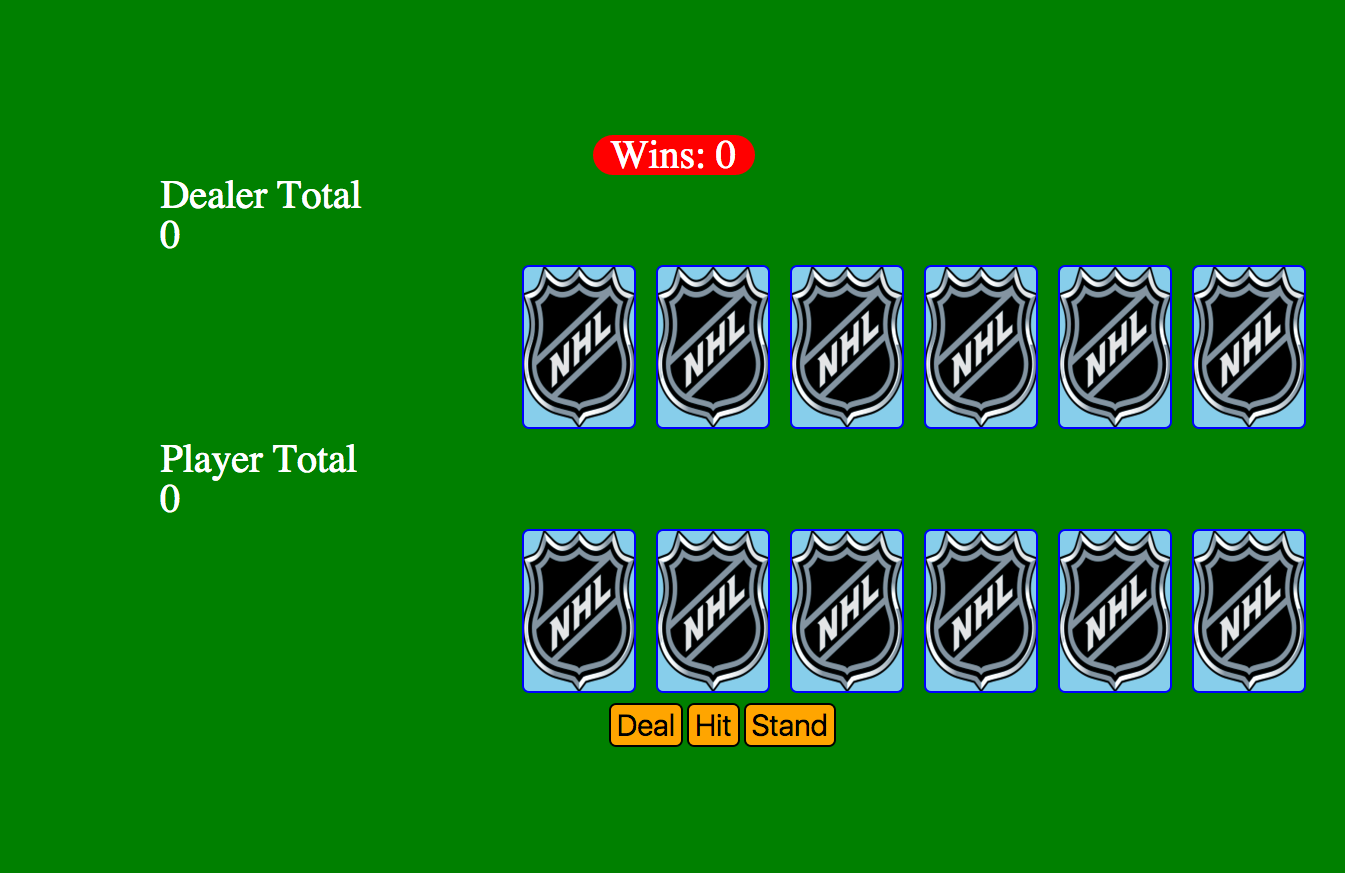 Wins: 0
Dealer Total
0
NHL NHL NHL NHL NHL NHL
Player Total
0
NHL NHL NHL NHL NHL NHL
Deal Hit Stand